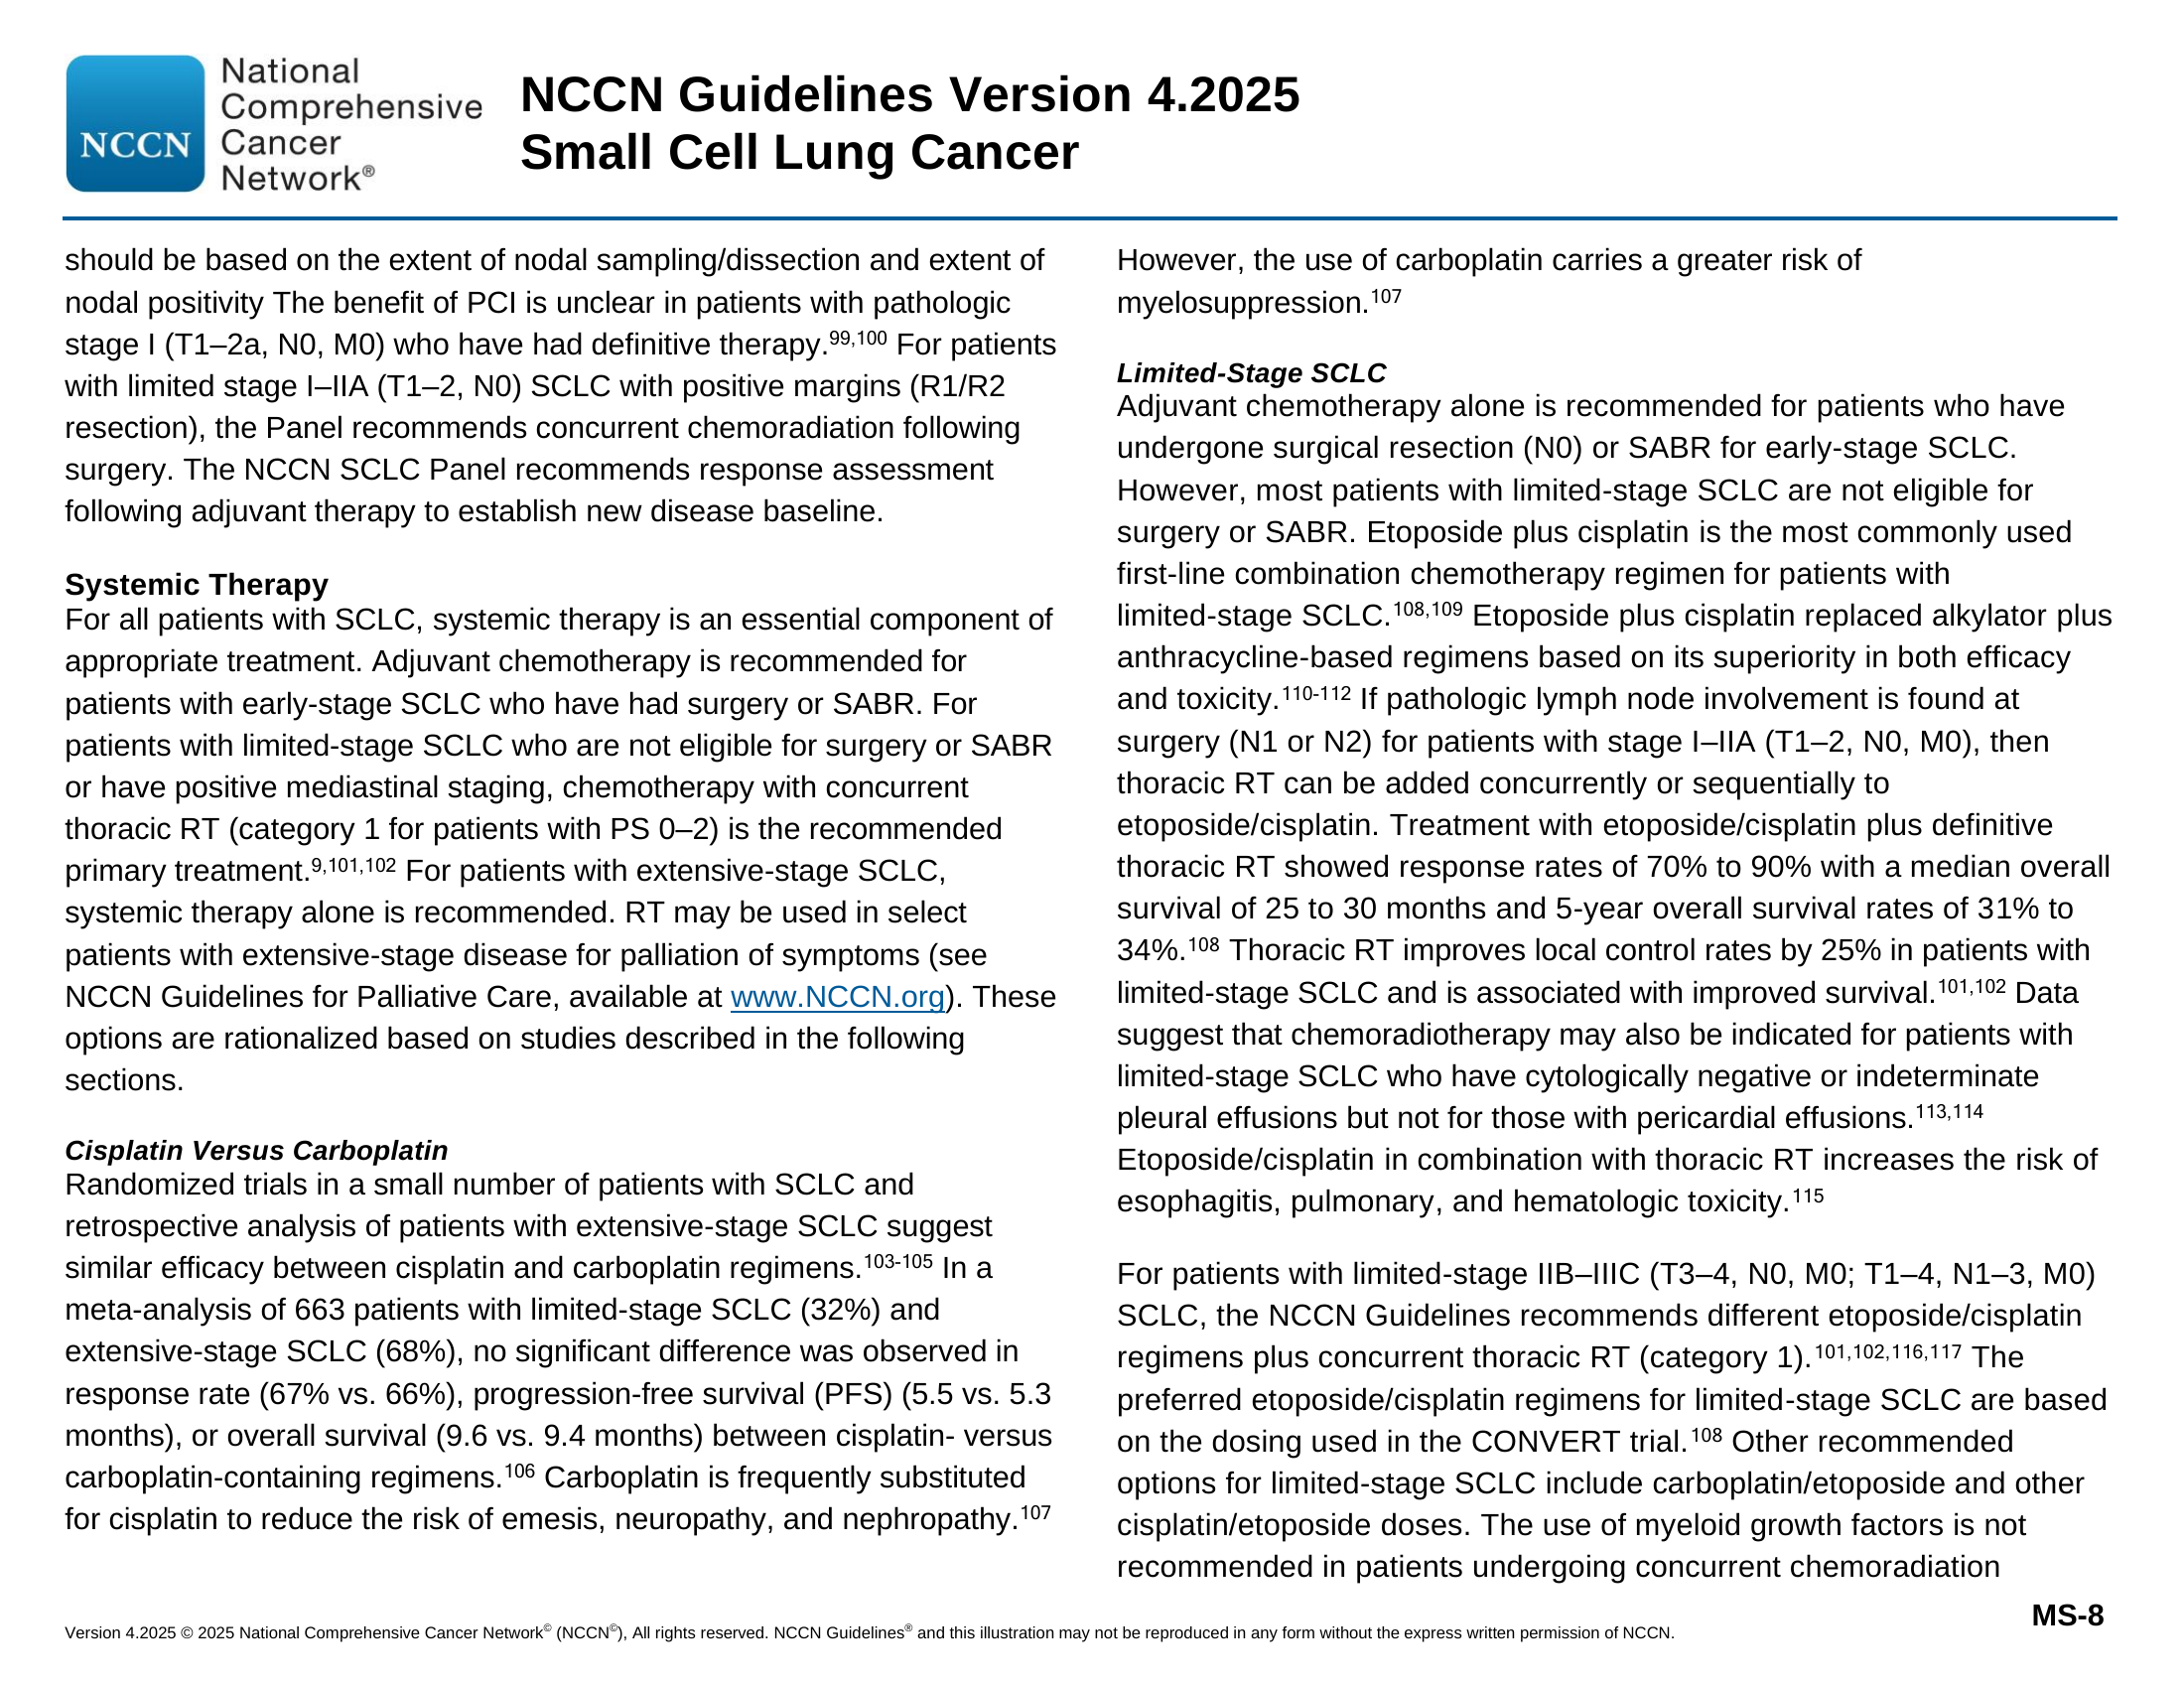 National
Comprehensive
Cancer
Network®
NCCN
NCCN Guidelines Version 4.2025
Small Cell Lung Cancer
should be based on the extent of nodal sampling/dissection and extent of
nodal positivity The benefit of PCI is unclear in patients with pathologic
stage I (T1–2a, N0, M0) who have had definitive therapy.99,100 For patients
with limited stage I–IIA (T1–2, N0) SCLC with positive margins (R1/R2
resection), the Panel recommends concurrent chemoradiation following
surgery. The NCCN SCLC Panel recommends response assessment
following adjuvant therapy to establish new disease baseline.
Systemic Therapy
For all patients with SCLC, systemic therapy is an essential component of
appropriate treatment. Adjuvant chemotherapy is recommended for
patients with early-stage SCLC who have had surgery or SABR. For
patients with limited-stage SCLC who are not eligible for surgery or SABR
or have positive mediastinal staging, chemotherapy with concurrent
thoracic RT (category 1 for patients with PS 0–2) is the recommended
primary treatment.9,101,102 For patients with extensive-stage SCLC,
systemic therapy alone is recommended. RT may be used in select
patients with extensive-stage disease for palliation of symptoms (see
NCCN Guidelines for Palliative Care, available at www.NCCN.org). These
options are rationalized based on studies described in the following
sections.
Cisplatin Versus Carboplatin
Randomized trials in a small number of patients with SCLC and
retrospective analysis of patients with extensive-stage SCLC suggest
similar efficacy between cisplatin and carboplatin regimens.103-105 In a
meta-analysis of 663 patients with limited-stage SCLC (32%) and
extensive-stage SCLC (68%), no significant difference was observed in
response rate (67% vs. 66%), progression-free survival (PFS) (5.5 vs. 5.3
months), or overall survival (9.6 vs. 9.4 months) between cisplatin- versus
carboplatin-containing regimens.106 Carboplatin is frequently substituted
for cisplatin to reduce the risk of emesis, neuropathy, and nephropathy.107
However, the use of carboplatin carries a greater risk of
myelosuppression.107
Limited-Stage SCLC
Adjuvant chemotherapy alone is recommended for patients who have
undergone surgical resection (N0) or SABR for early-stage SCLC.
However, most patients with limited-stage SCLC are not eligible for
surgery or SABR. Etoposide plus cisplatin is the most commonly used
first-line combination chemotherapy regimen for patients with
limited-stage SCLC.108,109 Etoposide plus cisplatin replaced alkylator plus
anthracycline-based regimens based on its superiority in both efficacy
and toxicity.110-112 If pathologic lymph node involvement is found at
surgery (N1 or N2) for patients with stage I–IIA (T1–2, N0, M0), then
thoracic RT can be added concurrently or sequentially to
etoposide/cisplatin. Treatment with etoposide/cisplatin plus definitive
thoracic RT showed response rates of 70% to 90% with a median overall
survival of 25 to 30 months and 5-year overall survival rates of 31% to
34%.108 Thoracic RT improves local control rates by 25% in patients with
limited-stage SCLC and is associated with improved survival.101,102 Data
suggest that chemoradiotherapy may also be indicated for patients with
limited-stage SCLC who have cytologically negative or indeterminate
pleural effusions but not for those with pericardial effusions.113,114
Etoposide/cisplatin in combination with thoracic RT increases the risk of
esophagitis, pulmonary, and hematologic toxicity.115
For patients with limited-stage IIB–IIIC (T3–4, N0, M0; T1–4, N1–3, M0)
SCLC, the NCCN Guidelines recommends different etoposide/cisplatin
regimens plus concurrent thoracic RT (category 1).101,102,116,117 The
preferred etoposide/cisplatin regimens for limited-stage SCLC are based
on the dosing used in the CONVERT trial.108 Other recommended
options for limited-stage SCLC include carboplatin/etoposide and other
cisplatin/etoposide doses. The use of myeloid growth factors is not
recommended in patients undergoing concurrent chemoradiation
MS-8
Version 4.2025 © 2025 National Comprehensive Cancer Network© (NCCN©), All rights reserved. NCCN Guidelines® and this illustration may not be reproduced in any form without the express written permission of NCCN.